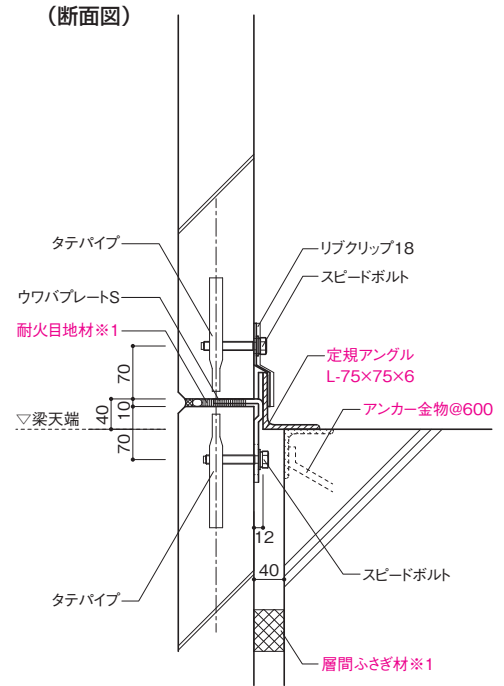 (断面図)
タテパイプ
リブクリップ18
スピードボルト
ウワバプレートS
耐火目地材※1
定規アングル
L-75×75×6
70
アンカー金物@600
▽梁天端
40
10
70
12
40
スピードボルト
タテパイプ
層間ふさぎ材※1